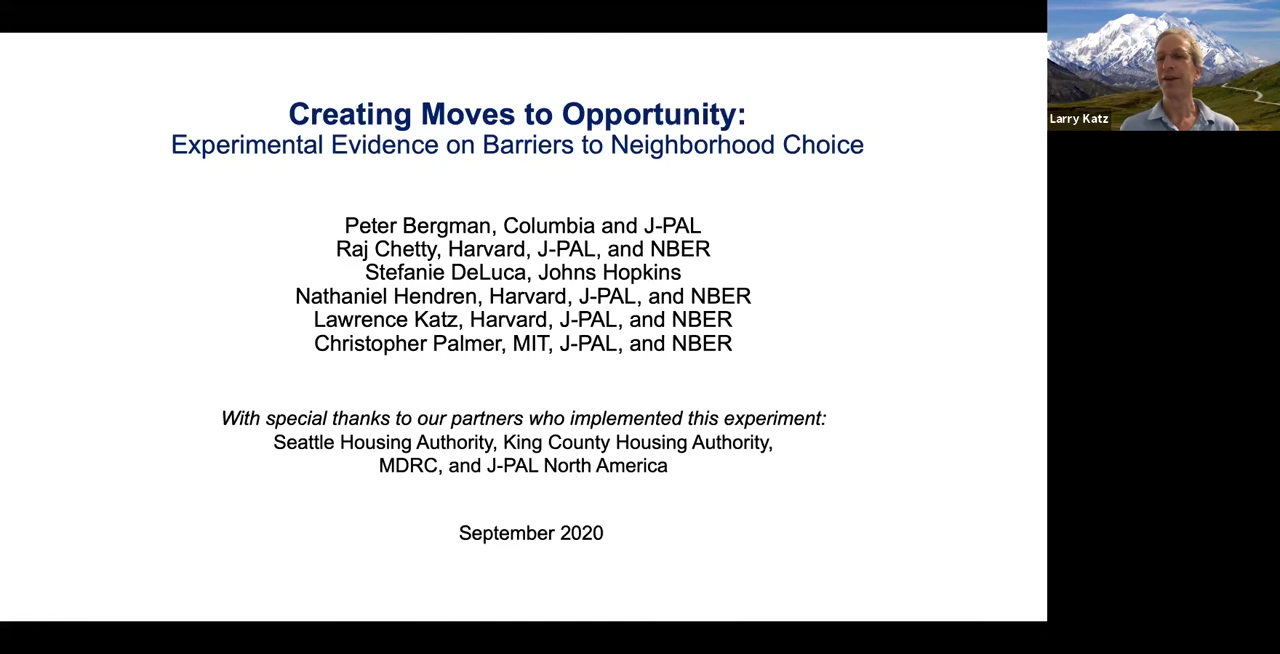 Creating Moves to Opportunity:
Experimental Evidence on Barriers to Neighborhood Choice
Peter Bergman, Columbia and J-PAL
Raj Chetty, Harvard, J-PAL, and NBER
Stefanie DeLuca, Johns Hopkins
Nathaniel Hendren, Harvard, J-PAL, and NBER
Lawrence Katz, Harvard, J-PAL, and NBER
Christopher Palmer, MIT, J-PAL, and NBER
With special thanks to our partners who implemented this experiment:
Seattle Housing Authority, King County Housing Authority,
MDRC, and J-PAL North America
September 2020
Larry Katz